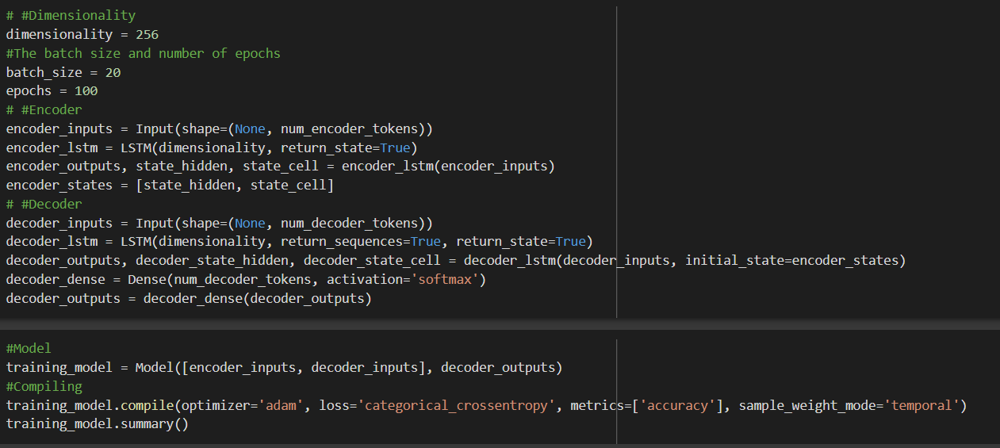 # #Dimensionality
dimensionality = 256
#The batch size and number of epochs
batch_size = 20
epochs = 100
# #Encoder
encoder_inputs = Input(shape=(None, num_encoder_tokens))
encoder_lstm = LSTM(dimensionality, return_state=True)
encoder_outputs, state_hidden, state_cell = encoder_lstm(encoder_inputs)
encoder_states = [state_hidden, state_cell]
# #Decoder
decoder_inputs = Input(shape=(None, num_decoder_tokens))
decoder_lstm = LSTM(dimensionality, return_sequences=True, return_state=True)
decoder_outputs, decoder_state_hidden, decoder_state_cell = decoder_lstm(decoder_inputs, initial_state=encoder_states)
decoder_dense = Dense(num_decoder_tokens, activation='softmax')
decoder_outputs = decoder_dense(decoder_outputs)
#Model
training_model = Model([encoder_inputs, decoder_inputs], decoder_outputs)
#Compiling
training_model.compile(optimizer='adam', loss='categorical_crossentropy', metrics=['accuracy'], sample_weight_mode='temporal')
training_model.summary()